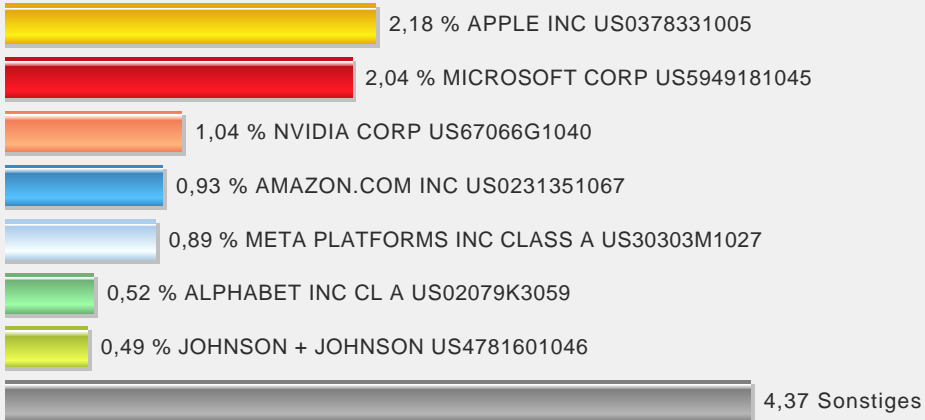 2,18 % APPLE INC US0378331005
2,04 % MICROSOFT CORP US5949181045
1,04 % NVIDIA CORP US67066G1040
0,93 % AMAZON.COM INC US0231351067
0,89 % META PLATFORMS INC CLASS A US30303M1027
0,52 % ALPHABET INC CL A US02079K3059
0,49 % JOHNSON + JOHNSON US4781601046
4,37 Sonstiges